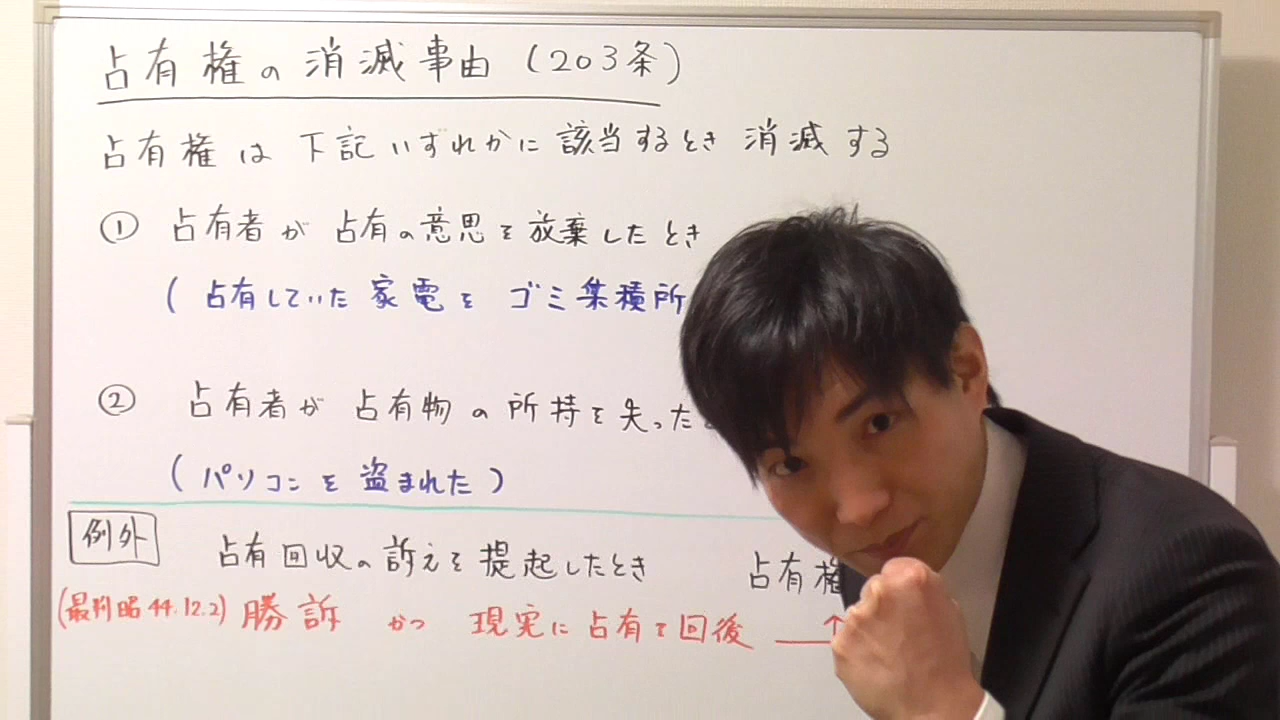 占有権の消滅事由(203条)
占有権は下記いずれかに該当するとき消滅する
① 占有者が占有の意思を放棄したとき
(占有していた家電をゴミ集積所
② 占有者が占有物の所持を失った
(パソコンを盗まれた)
例外 占有回収の訴えを提起したとき 占有権
(最判昭44.12.2) 勝訴 かつ 現実に占有を回復 ↑